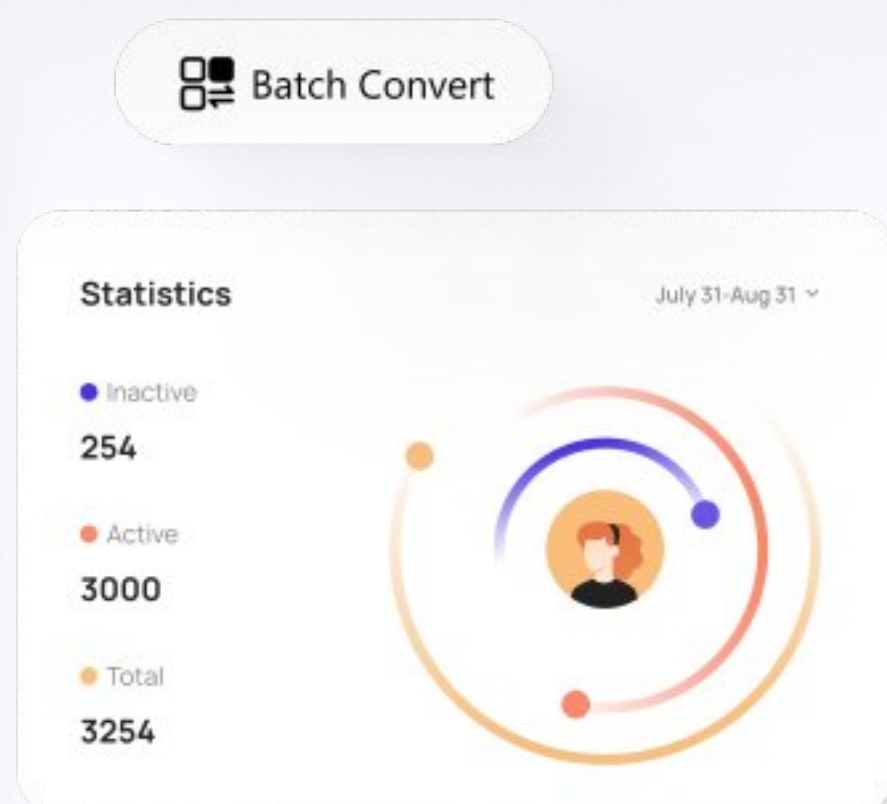 Batch Convert
Statistics
July 31-Aug 31
Inactive
254
Active
3000
Total
3254